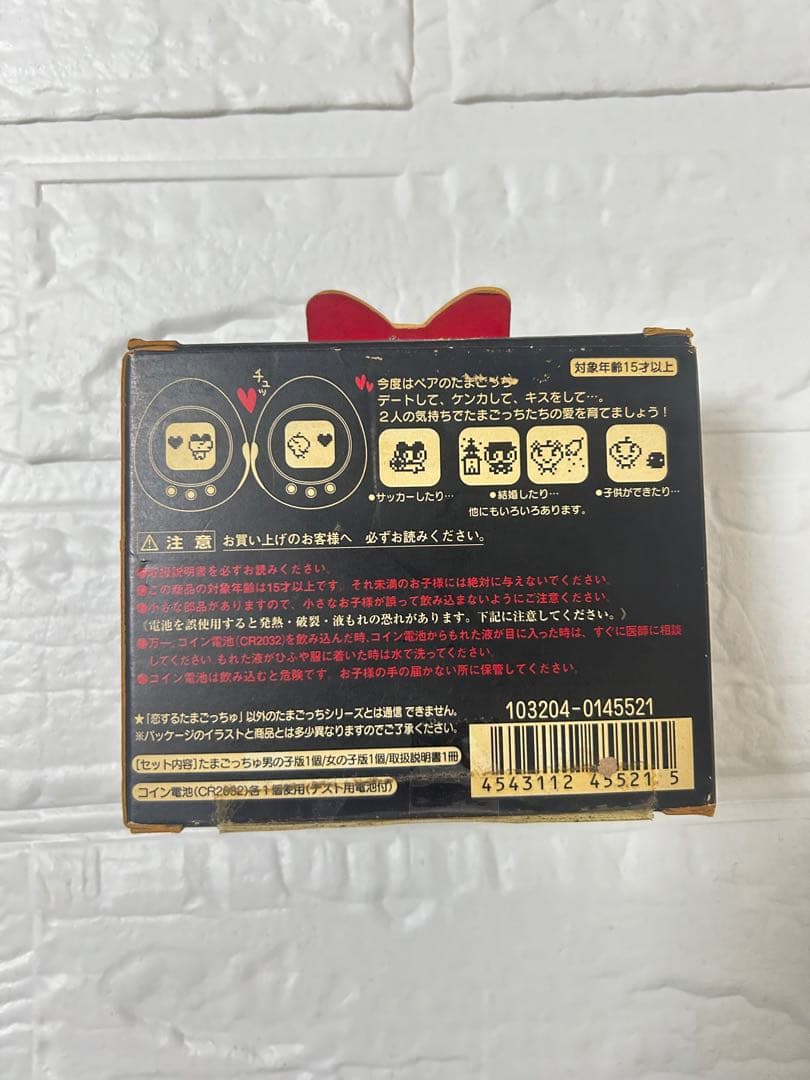 チュッ
今度はペアのたまごっち
対象年齢15才以上
デートして、ケンカして、キスをして…。
2人の気持ちでたまごっちたちの愛を育てましょう!
●サッカーしたり…
●結婚したり…
●子供ができたり…
他にもいろいろあります。
⚠注意 お買い上げのお客様へ 必ずお読みください。
●取扱説明書を必ずお読みください。
●この商品の対象年齢は15才以上です。それ未満のお子様には絶対に与えないでください。
●小さな部品がありますので、小さなお子様が誤って飲み込まないようにご注意ください。
《電池を誤使用すると発熱・破裂・液もれの恐れがあります。下記に注意してください。》
●万一、コイン電池(CR2032)を飲み込んだ時、コイン電池からもれた液が目に入った時は、すぐに医師に相談
してください。もれた液がひふや服に着いた時は水で洗ってください。
●コイン電池は飲み込むと危険です。お子様の手の届かない所に保管してください。
★「恋するたまごっちゅ」以外のたまごっちシリーズとは通信できません。
※パッケージのイラストと商品とは多少異なりますのでご了承ください。
103204-0145521
[セット内容]たまごっちゅ男の子版1個/女の子版1個/取扱説明書1冊
コイン電池(CR2032)各1個使用(テスト用電池付)
4543112 45521 5